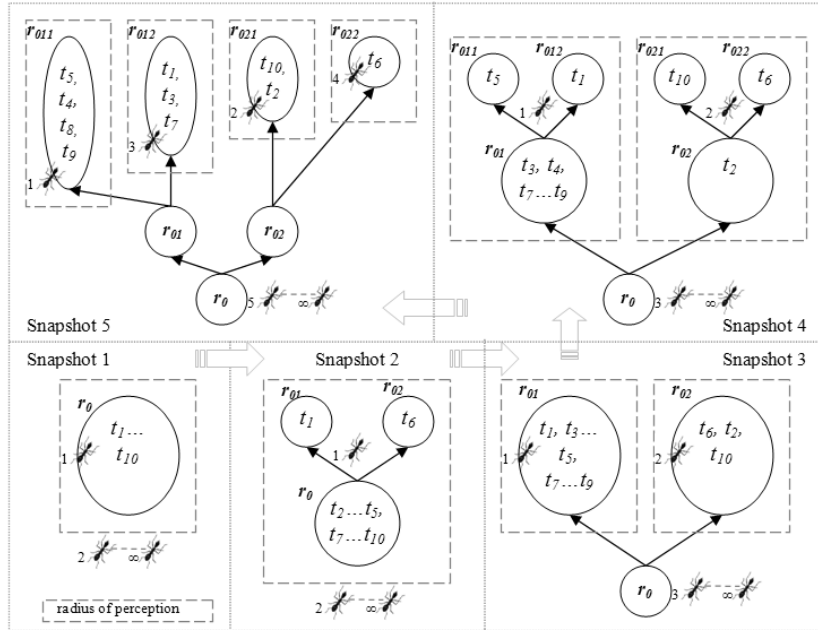 r011
r012
r021
r022
t5,
t4,
t8,
t9
1
t1,
t3,
t7
3
t10,
t2
2
t6
4
r01
r02
r0
5
∞
Snapshot 5
r011
r012
t5
t1
1
r01
t3, t4,
t7...t9
r021
r022
t10
t6
2
r02
t2
r0
3
∞
Snapshot 4
Snapshot 1
r0
t1...
t10
1
2
∞
radius of perception
Snapshot 2
r01
r02
t1
t6
1
r0
t2...t5,
t7...t10
2
∞
Snapshot 3
r01
t1, t3...
t5,
t7...t9
1
r02
t6, t2,
t10
2
r0
3
∞